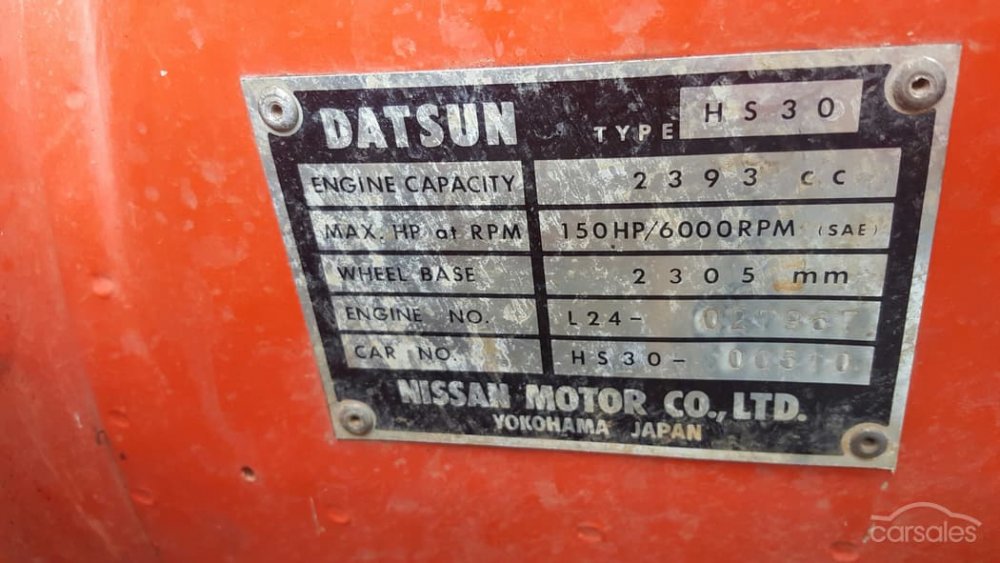 DATSUN TYPE HS30
ENGINE CAPACITY 2393 cc
MAX. HP at RPM 150HP/6000RPM (SAE)
WHEEL BASE 2305 mm
ENGINE NO. L24-
CAR NO. HS30-
NISSAN MOTOR CO., LTD.
YOKOHAMA JAPAN
carsales